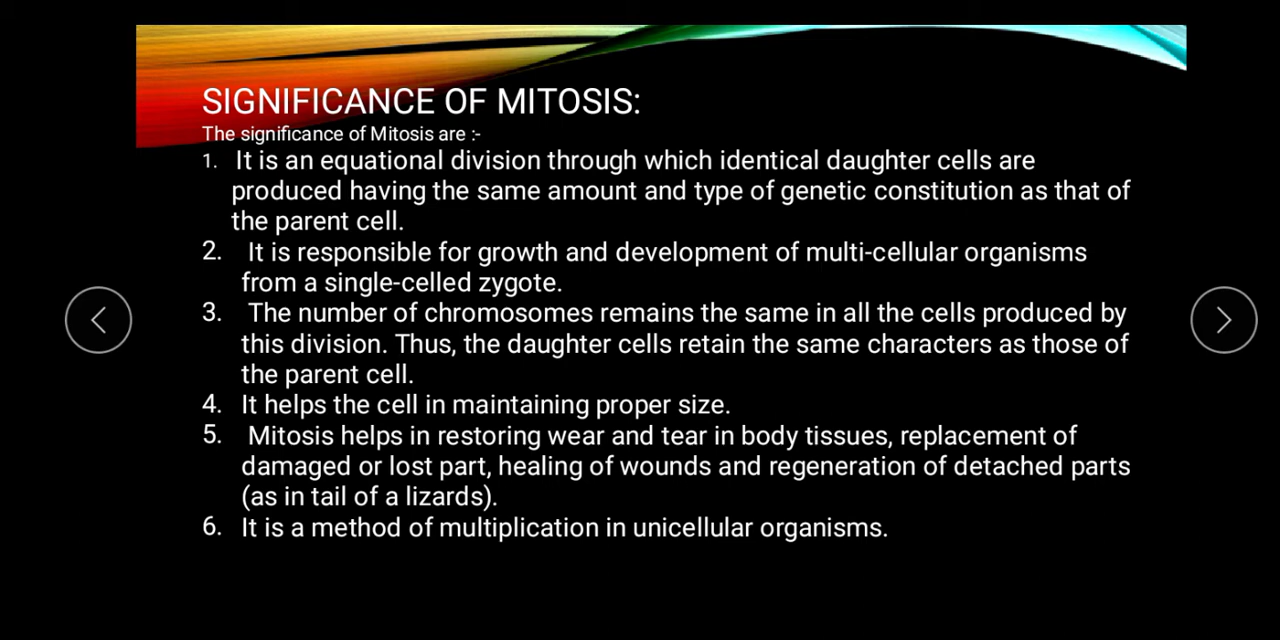 SIGNIFICANCE OF MITOSIS:
The significance of Mitosis are :-
1. It is an equational division through which identical daughter cells are
produced having the same amount and type of genetic constitution as that of
the parent cell.
2. It is responsible for growth and development of multi-cellular organisms
from a single-celled zygote.
3. The number of chromosomes remains the same in all the cells produced by
this division. Thus, the daughter cells retain the same characters as those of
the parent cell.
4. It helps the cell in maintaining proper size.
5. Mitosis helps in restoring wear and tear in body tissues, replacement of
damaged or lost part, healing of wounds and regeneration of detached parts
(as in tail of a lizards).
6. It is a method of multiplication in unicellular organisms.